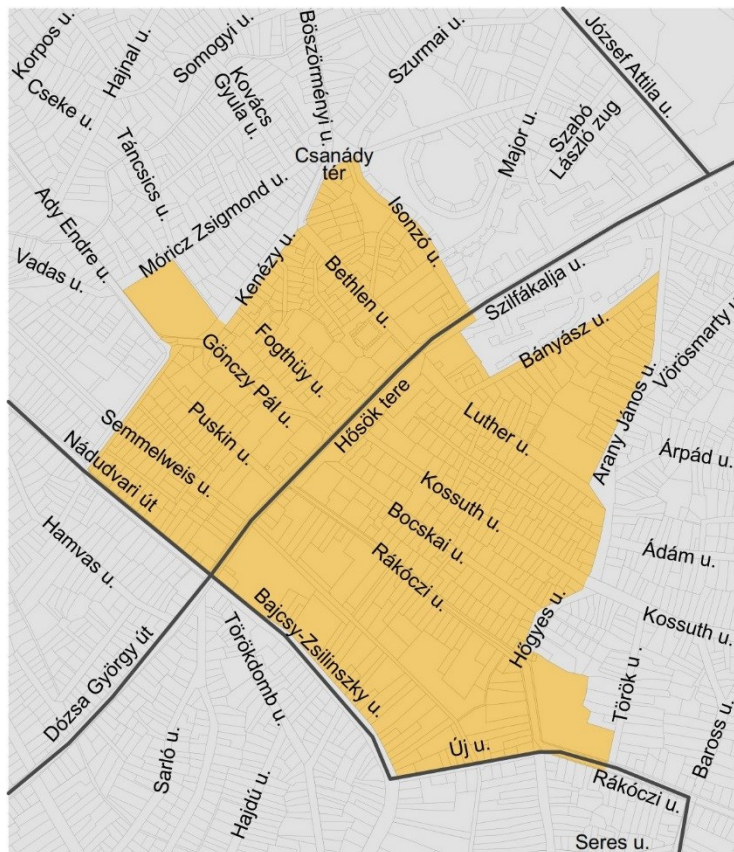 Korpos u.
Hajnal u.
Somogyi u.
Böszörményi u.
Szurmai u.
József Attila u.
Cseke u.
Kovács
Gyula u.
Major u.
Szabó
László zug
Táncsics u.
Csanády
tér
Ady Endre u.
Móricz Zsigmond u.
Isonzó u.
Vadas u.
Kenézy u.
Bethlen u.
Szilfákalja u.
Bányász u.
Vörösmarty u.
Fogthüy u.
Gönczy Pál u.
Hősök tere
Luther u.
Arany János u.
Puskin u.
Semmelweis u.
Nádudvari út
Kossuth u.
Árpád u.
Bocskai u.
Rákóczi u.
Hamvas u.
Ádám u.
Hőgyes u.
Kossuth u.
Bajcsy-Zsilinszky u.
Törökdomb u.
Dózsa György út
Török u.
Baross u.
Sarló u.
Új u.
Hajdú u.
Rákóczi u.
Seres u.